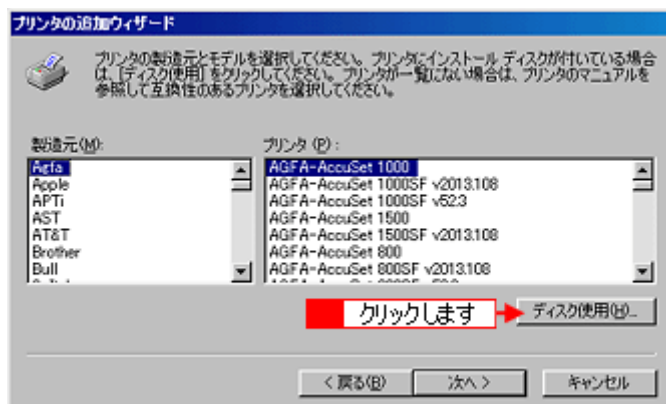 プリンタの追加ウィザード
プリンタの製造元とモデルを選択してください。プリンタにインストール ディスクが付いている場合
は、[ディスク使用] をクリックしてください。プリンタが一覧にない場合は、プリンタのマニュアルを
参照して互換性のあるプリンタを選択してください。
製造元(M):
プリンタ (P) :
Agfa
AGFA-AccuSet 1000
Apple
AGFA-AccuSet 1000SF v2013.108
APTi
AGFA-AccuSet 1000SF v52.3
AST
AGFA-AccuSet 1500
AT&T
AGFA-AccuSet 1500SF v2013.108
Brother
AGFA-AccuSet 800
Bull
AGFA-AccuSet 800SF v2013.108
クリックします
ディスク使用(H)...
< 戻る(B)
次へ >
キャンセル